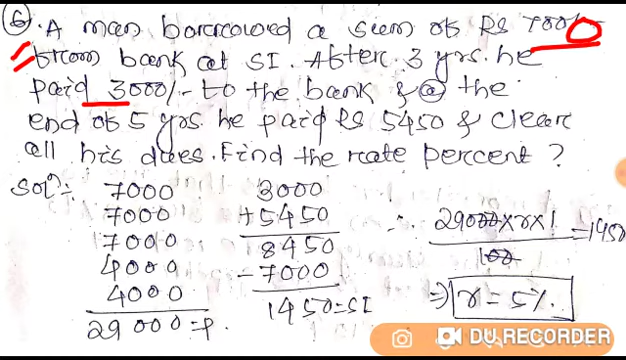 ⑥. A man borrowed a sum of Rs 7000/-
from bank at SI. After 3 yrs. he
paid 3000/- to the bank & @ the
end of 5 yrs. he paid Rs 5450 & clear
all his dues. Find the rate percent?
Solⁿ:-
7000
7000
7000
4000
4000
29000=P.
3000
+5450
8450
-7000
1450=SI
∴ 29000×r×1/100 =1450
⇒ r=5%.
DU RECORDER